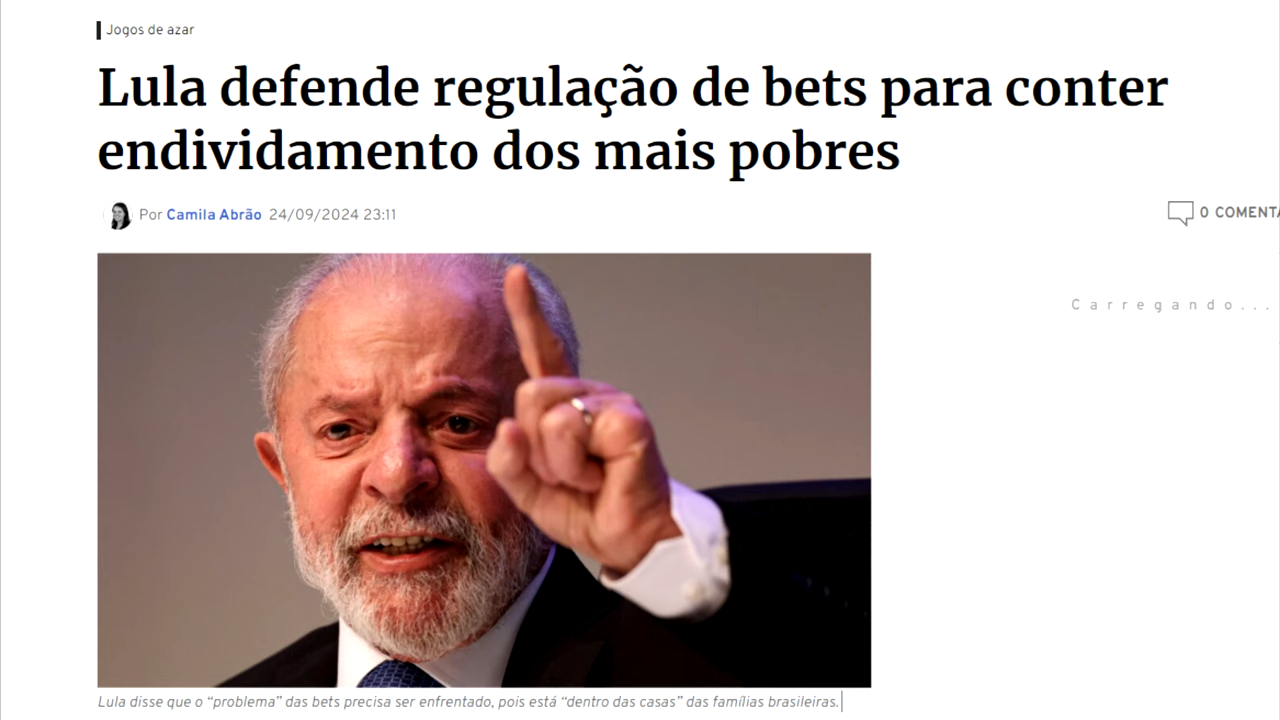 Jogos de azar
Lula defende regulação de bets para conter
endividamento dos mais pobres
Por Camila Abrão 24/09/2024 23:11
0 COMENTA
Carregando...
Lula disse que o “problema” das bets precisa ser enfrentado, pois está “dentro das casas” das famílias brasileiras.